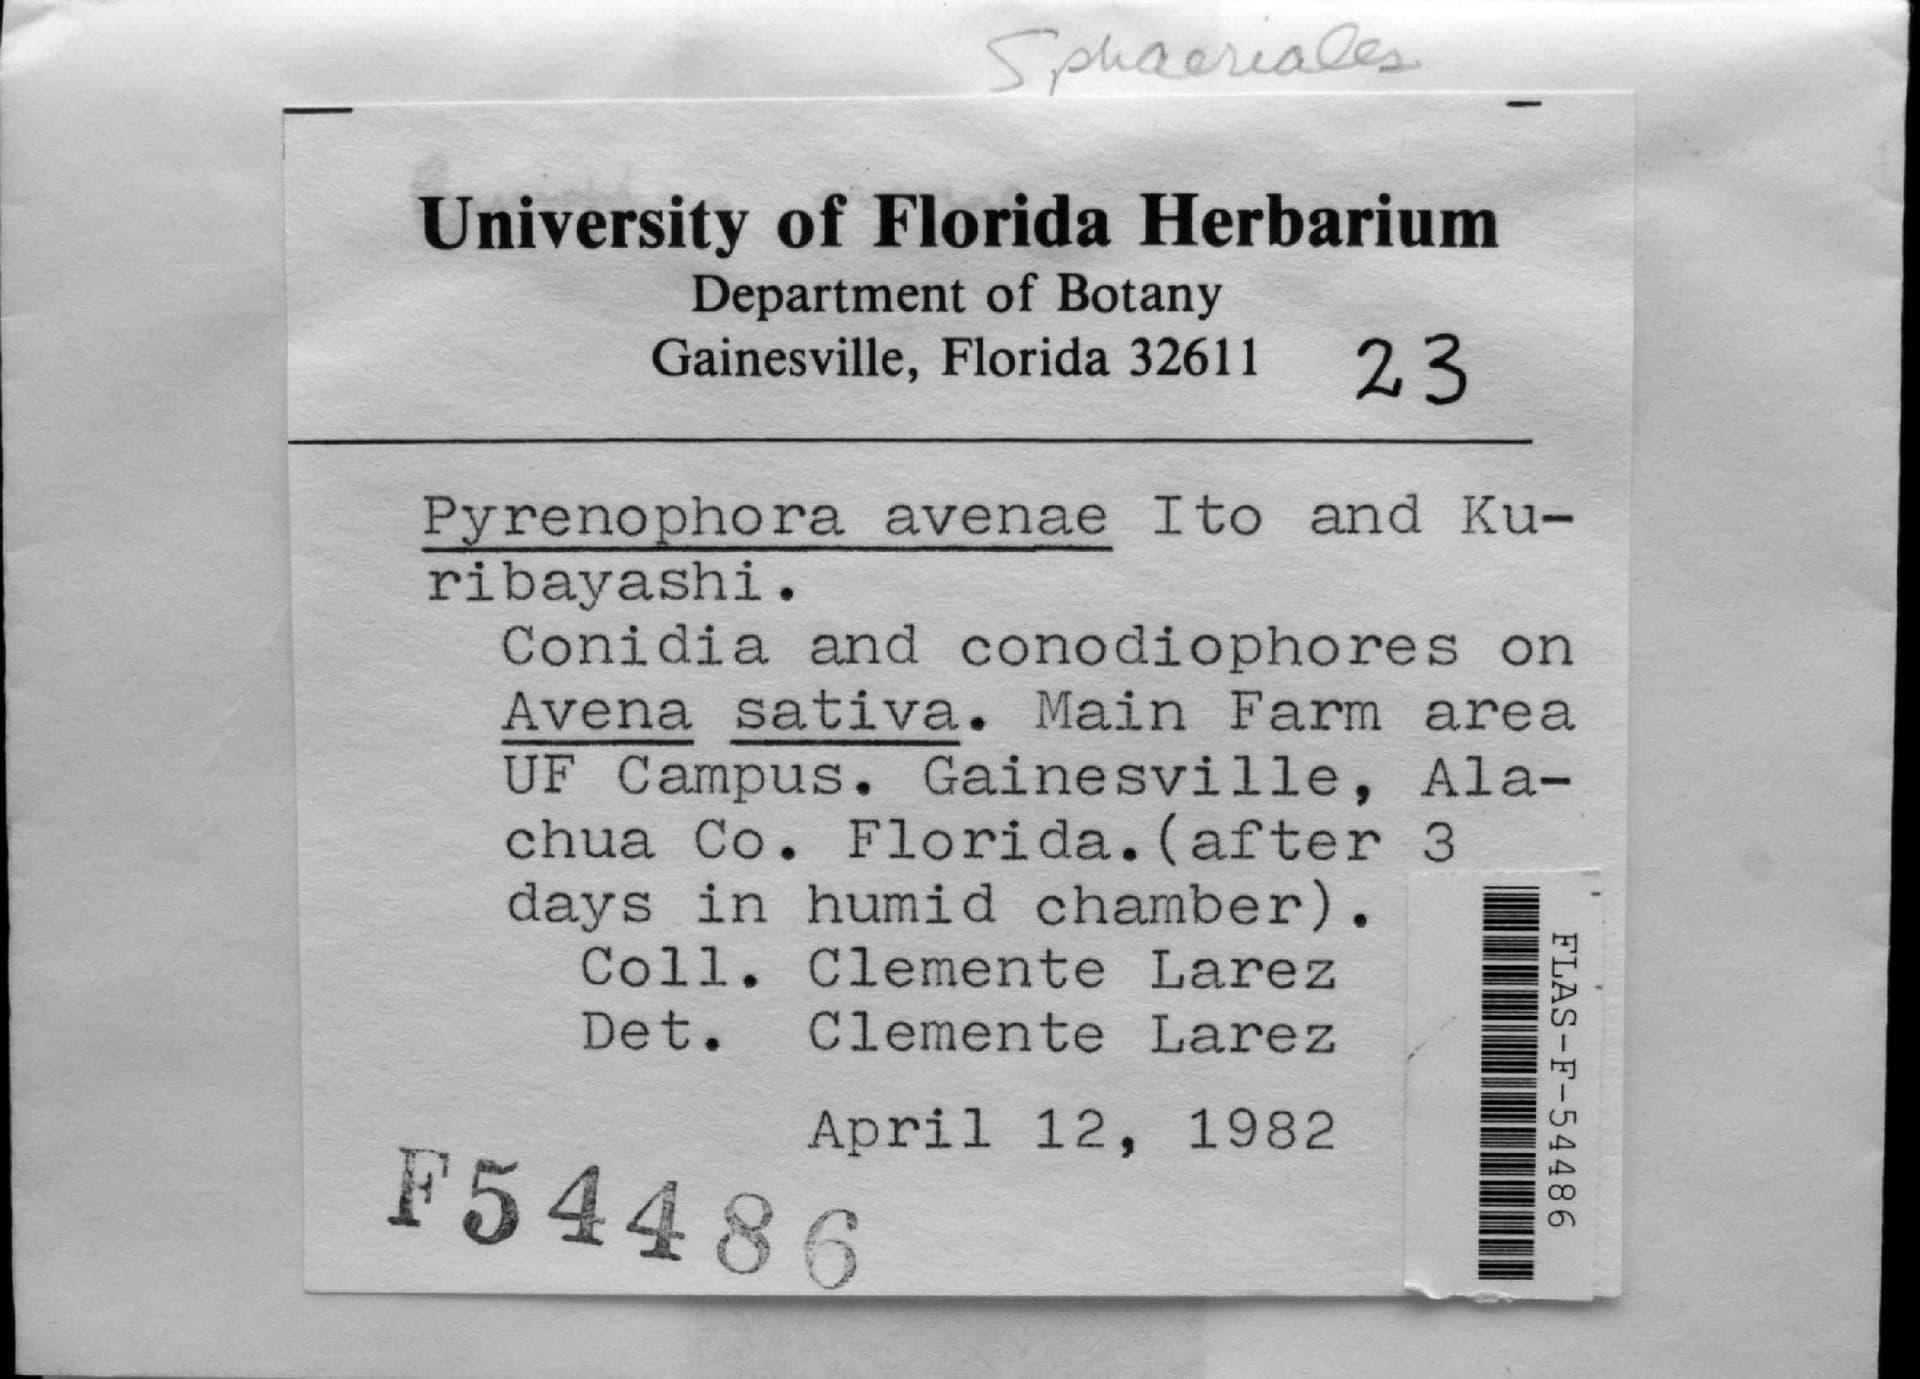 Sphaeriales
University of Florida Herbarium
Department of Botany
Gainesville, Florida 32611
23
Pyrenophora avenae Ito and Ku-
ribayashi.
Conidia and conodiophores on
Avena sativa. Main Farm area
UF Campus. Gainesville, Ala-
chua Co. Florida.(after 3
days in humid chamber).
Coll. Clemente Larez
Det. Clemente Larez
April 12, 1982
F54486
FLAS-F-54486